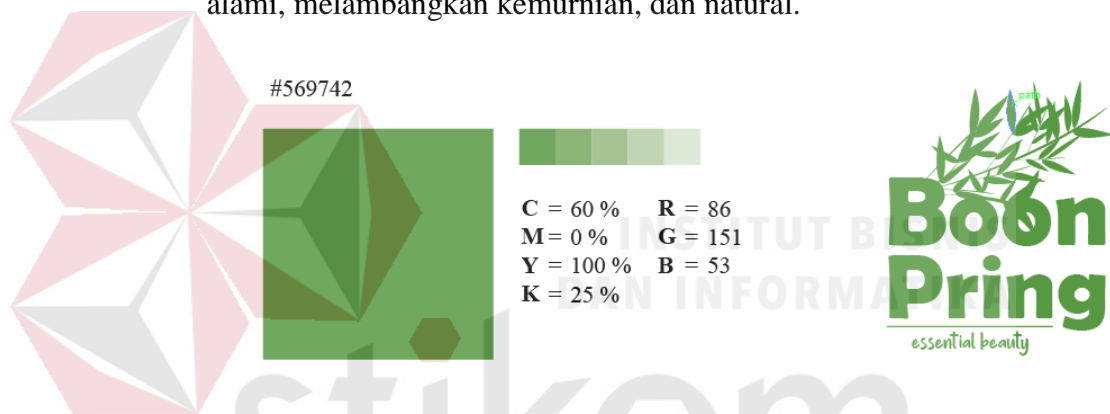 alami, melambangkan kemurnian, dan natural.
#569742
C = 60 % R = 86
M = 0 % G = 151
Y = 100 % B = 53
K = 25 %
path
Boon
Pring
essential beauty
INSTITUT BISNIS
DAN INFORMATIKA
stikom